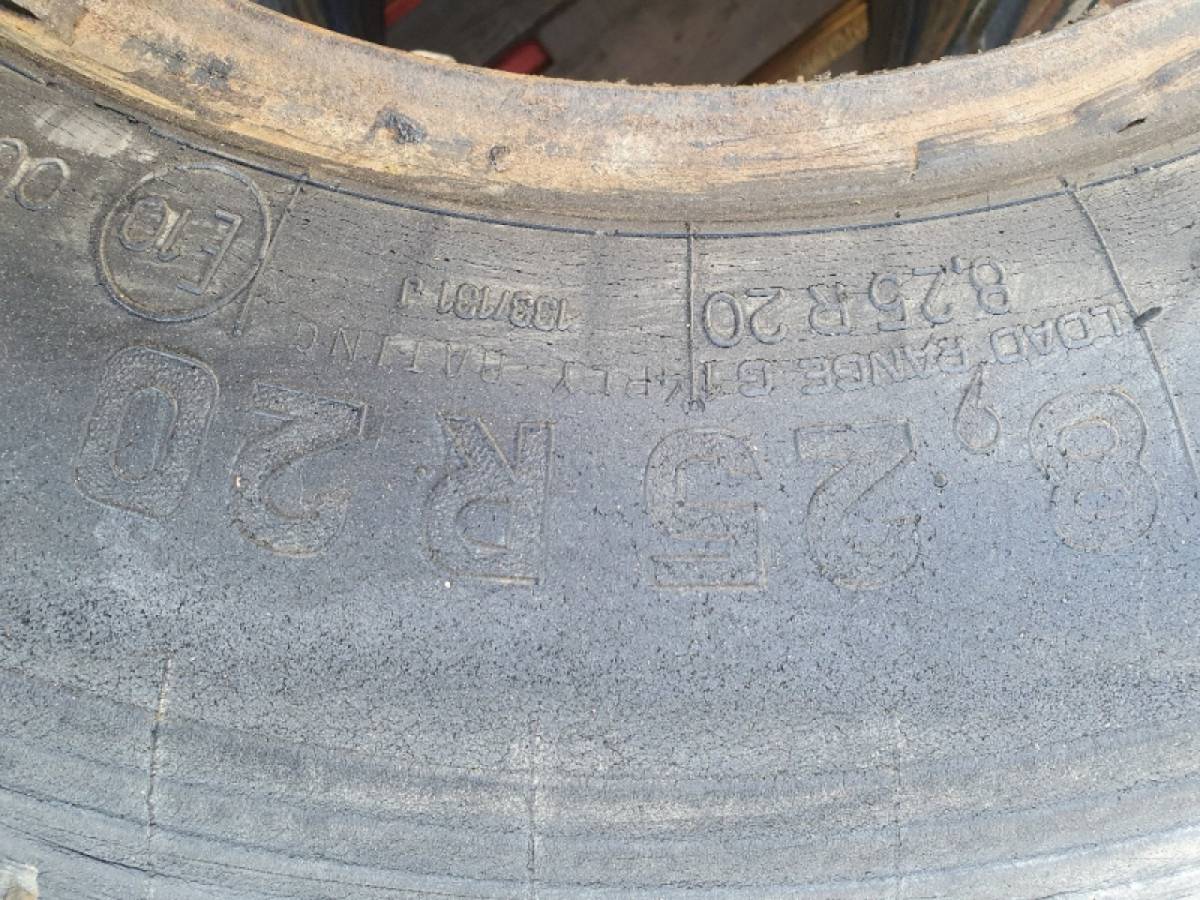 8,25 R 20
LOAD RANGE G 14 PLY RATING
8,25 R 20 133/131 J
E10